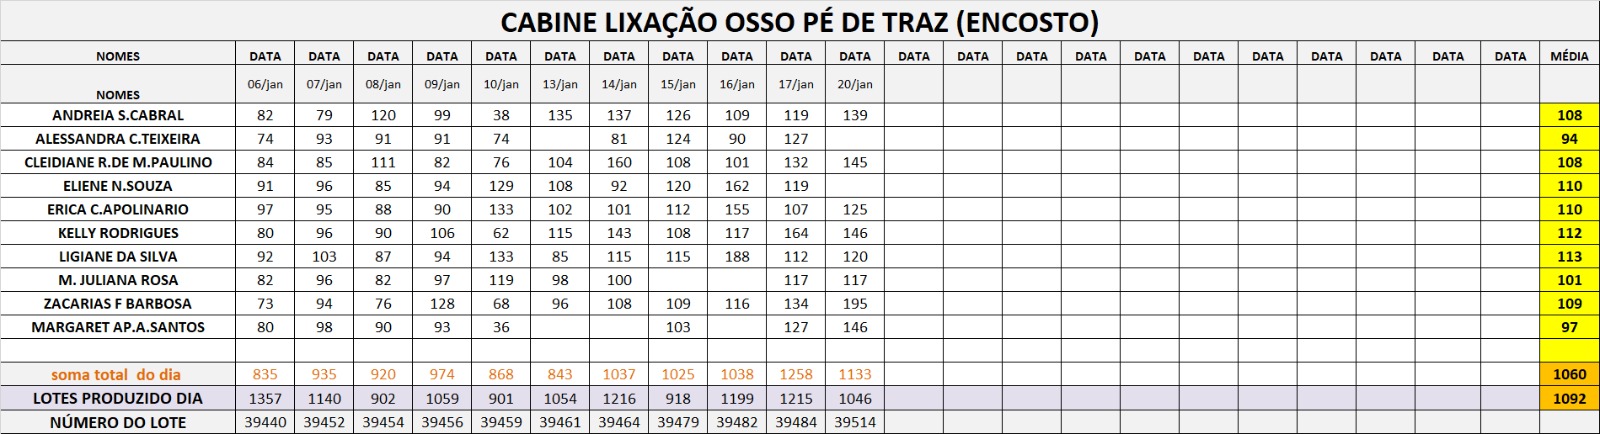 CABINE LIXAÇÃO OSSO PÉ DE TRAZ (ENCOSTO)
NOMES DATA DATA DATA DATA DATA DATA DATA DATA DATA DATA DATA DATA DATA DATA DATA DATA DATA DATA DATA DATA DATA DATA MÉDIA
NOMES 06/jan 07/jan 08/jan 09/jan 10/jan 13/jan 14/jan 15/jan 16/jan 17/jan 20/jan
ANDREIA S.CABRAL 82 79 120 99 38 135 137 126 109 119 139 108
ALESSANDRA C.TEIXEIRA 74 93 91 91 74 81 124 90 127 94
CLEIDIANE R.DE M.PAULINO 84 85 111 82 76 104 160 108 101 132 145 108
ELIENE N.SOUZA 91 96 85 94 129 108 92 120 162 119 110
ERICA C.APOLINARIO 97 95 88 90 133 102 101 112 155 107 125 110
KELLY RODRIGUES 80 96 90 106 62 115 143 108 117 164 146 112
LIGIANE DA SILVA 92 103 87 94 133 85 115 115 188 112 120 113
M. JULIANA ROSA 82 96 82 97 119 98 100 117 117 101
ZACARIAS F BARBOSA 73 94 76 128 68 96 108 109 116 134 195 109
MARGARET AP.A.SANTOS 80 98 90 93 36 103 127 146 97
soma total do dia 835 935 920 974 868 843 1037 1025 1038 1258 1133 1060
LOTES PRODUZIDO DIA 1357 1140 902 1059 901 1054 1216 918 1199 1215 1046 1092
NÚMERO DO LOTE 39440 39452 39454 39456 39459 39461 39464 39479 39482 39484 39514